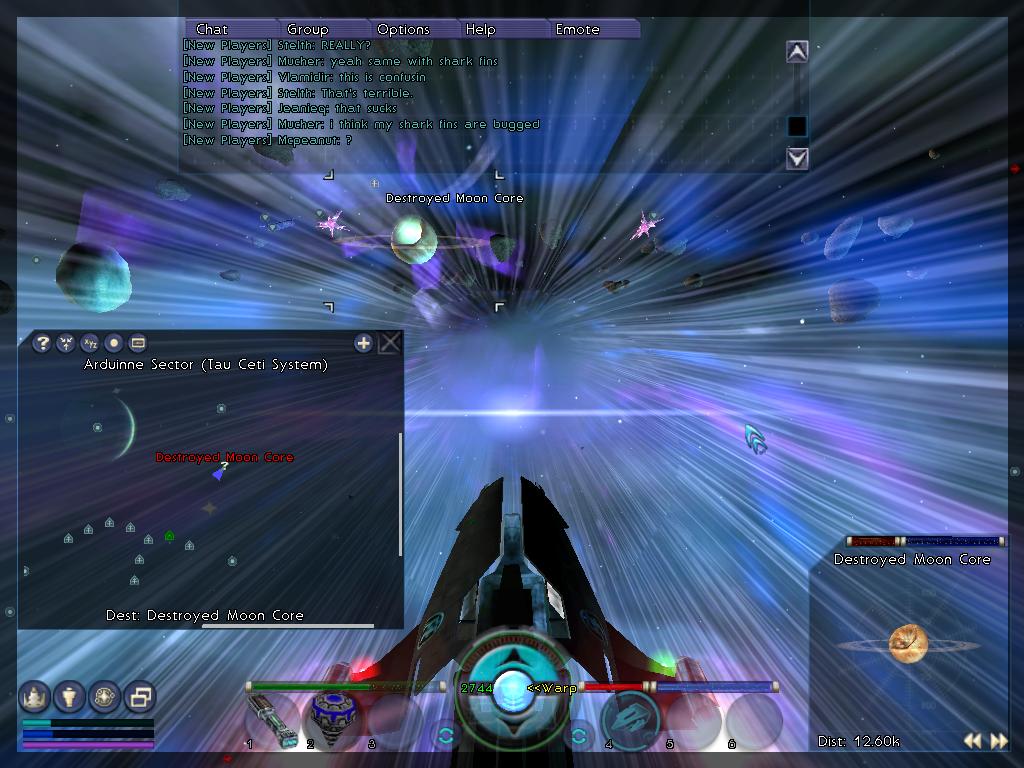 Chat Group Options Help Emote
[New Players] Stelth: REALLY?
[New Players] Mucher: yeah same with shark fins
[New Players] Vlamidir: this is confusin
[New Players] Stelth: That's terrible.
[New Players] Jeanieq: that sucks
[New Players] Mucher: i think my shark fins are bugged
[New Players] Mcpeanut: ?
Destroyed Moon Core
? XYZ
Arduinne Sector (Tau Ceti System)
Destroyed Moon Core
?
Dest: Destroyed Moon Core
Destroyed Moon Core
2744 <<Warp
1 2 3 4 5 6
Dist: 12.60k